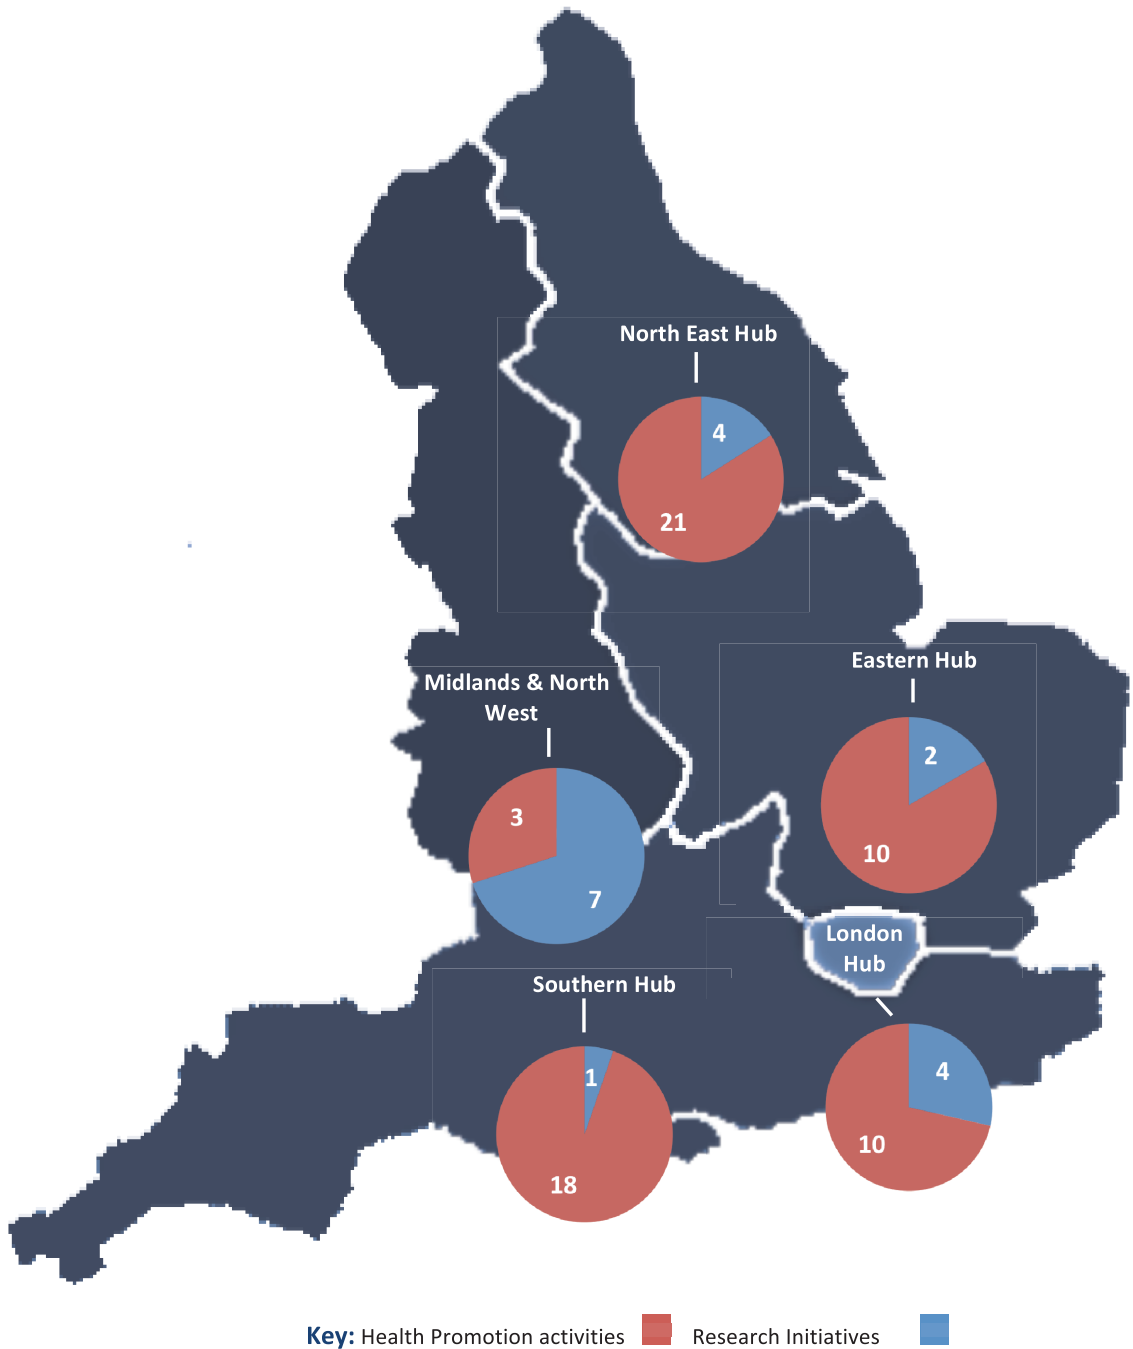 North East Hub
4
21
Eastern Hub
2
10
Midlands & North
West
3
7
London
Hub
4
10
Southern Hub
1
18
Key: Health Promotion activities Research Initiatives